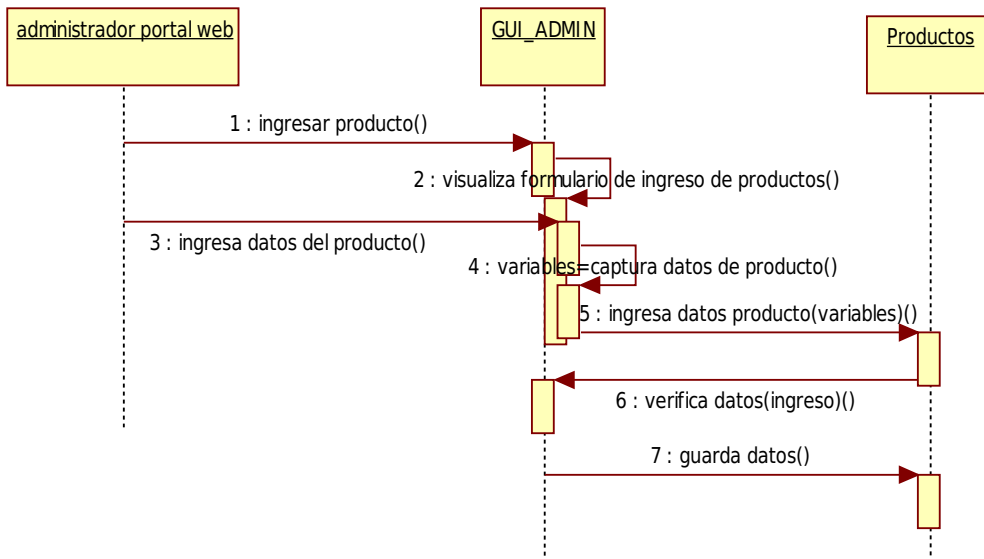 administrador portal web
GUI_ADMIN
Productos
1 : ingresar producto()
2 : visualiza formulario de ingreso de productos()
3 : ingresa datos del producto()
4 : variables=captura datos de producto()
5 : ingresa datos producto(variables)()
6 : verifica datos(ingreso)()
7 : guarda datos()